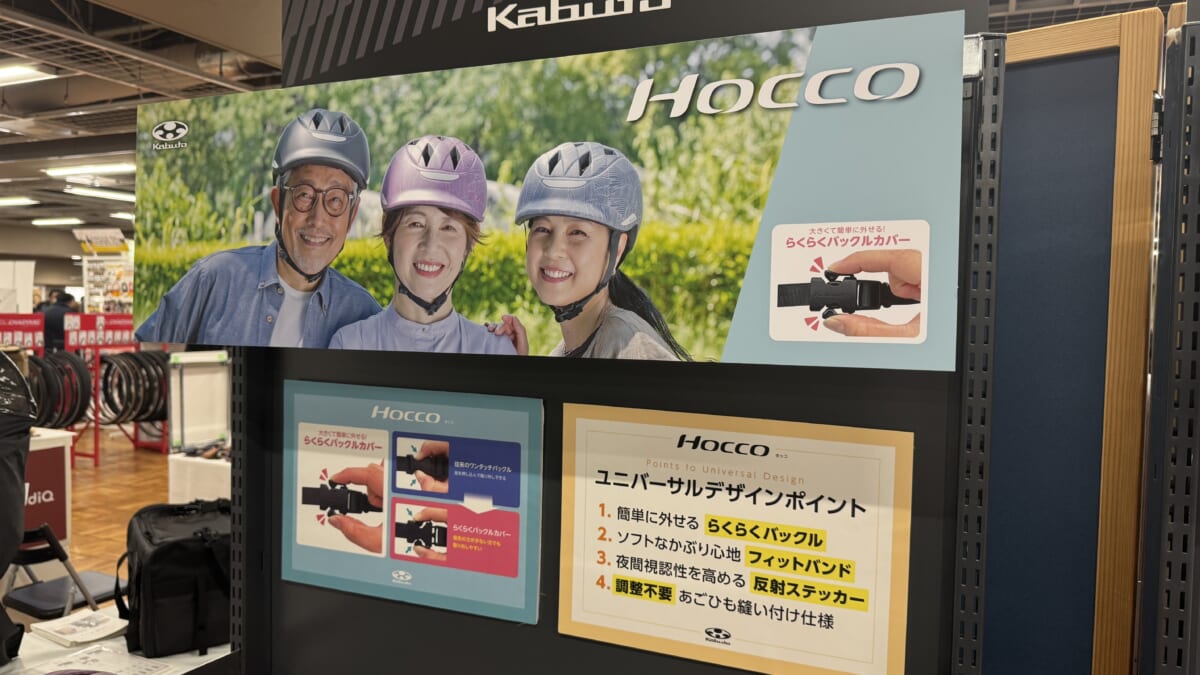 Kabuto
HOCCO
Kabuto
大きくて簡単に外せる!
らくらくバックルカバー
HOCCO ホッコ
大きくて簡単に外せる!
らくらくバックルカバー
従来のワンタッチバックル
らくらくバックルカバー
Kabuto
HOCCO ホッコ
Points to Universal Design
ユニバーサルデザインポイント
1. 簡単に外せる らくらくバックル
2. ソフトなかぶり心地 フィットバンド
3. 夜間視認性を高める 反射ステッカー
4. 調整不要 あごひも縫い付け仕様
Kabuto